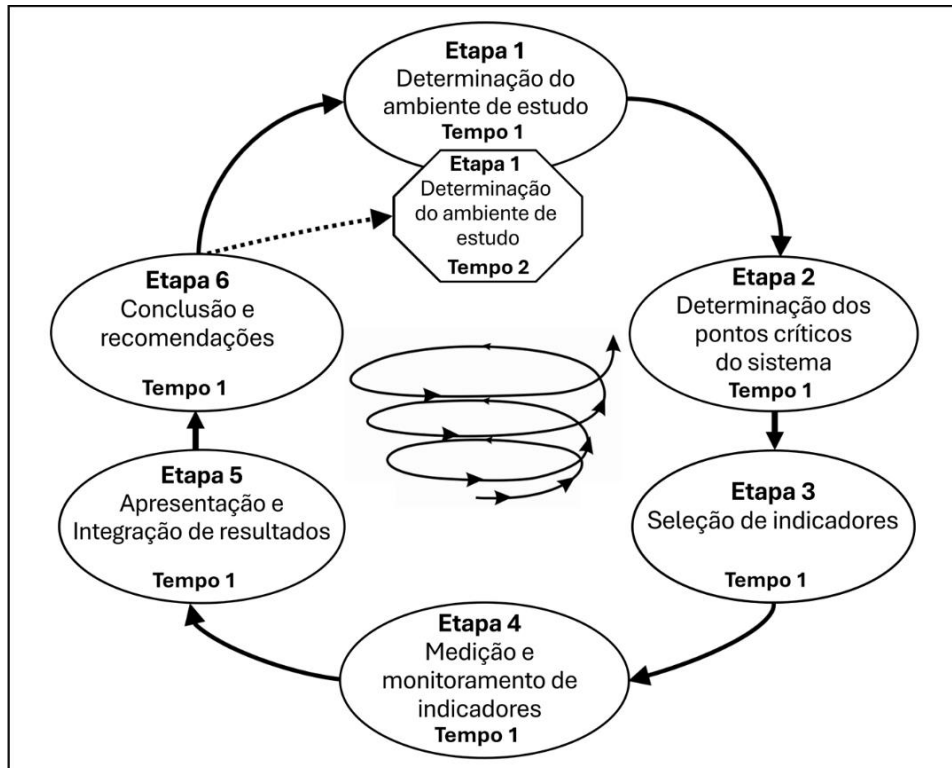 Etapa 1
Determinação do
ambiente de estudo
Tempo 1
Etapa 1
Determinação
do ambiente de
estudo
Tempo 2
Etapa 2
Determinação dos
pontos críticos
do sistema
Tempo 1
Etapa 3
Seleção de indicadores
Tempo 1
Etapa 4
Medição e
monitoramento de
indicadores
Tempo 1
Etapa 5
Apresentação e
Integração de resultados
Tempo 1
Etapa 6
Conclusão e
recomendações
Tempo 1